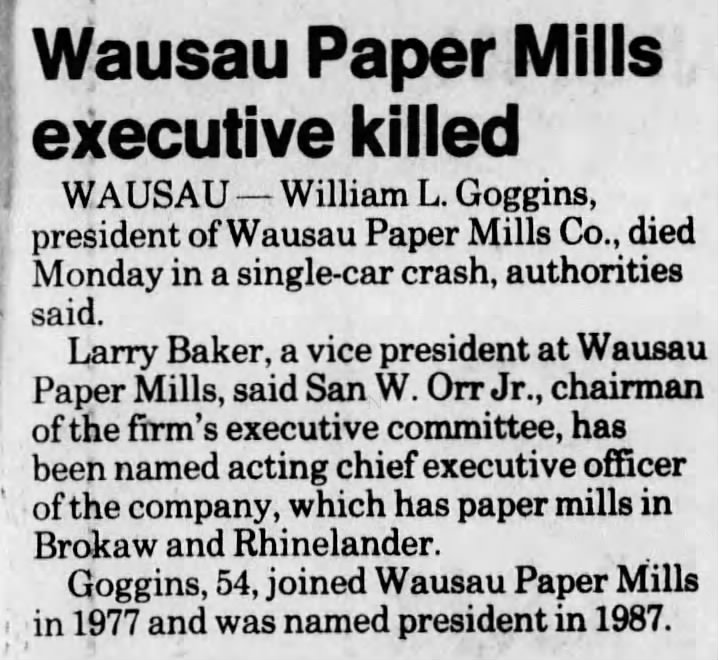 Wausau Paper Mills
executive killed
WAUSAU — William L. Goggins,
president of Wausau Paper Mills Co., died
Monday in a single-car crash, authorities
said.
Larry Baker, a vice president at Wausau
Paper Mills, said San W. Orr Jr., chairman
of the firm's executive committee, has
been named acting chief executive officer
of the company, which has paper mills in
Brokaw and Rhinelander.
Goggins, 54, joined Wausau Paper Mills
in 1977 and was named president in 1987.